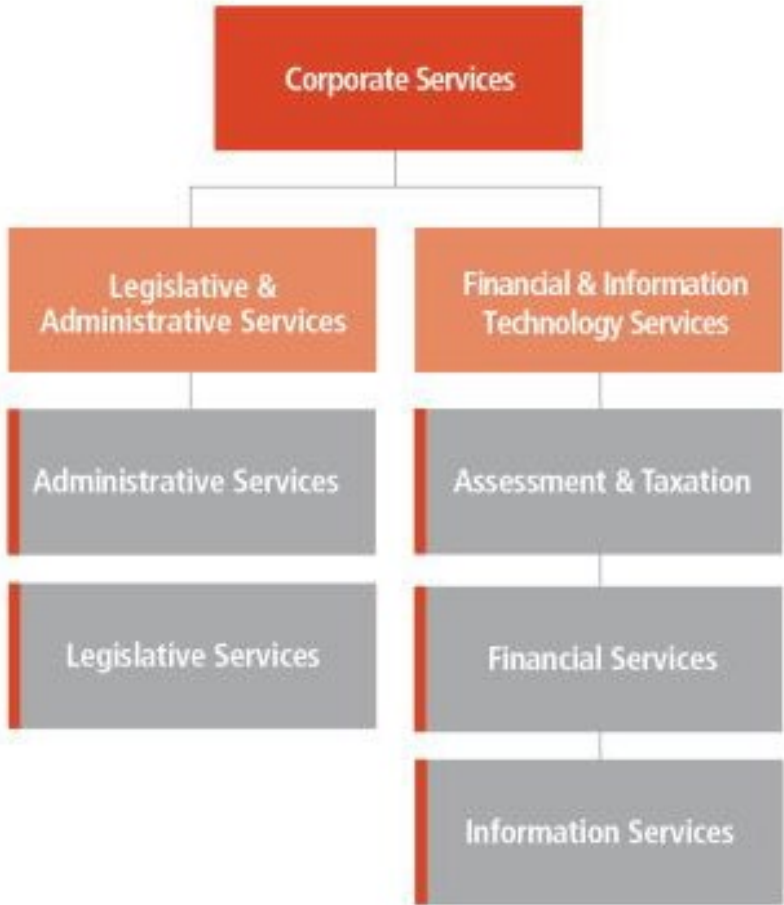 Corporate Services
Legislative &
Administrative Services
Financial & Information
Technology Services
Administrative Services
Assessment & Taxation
Legislative Services
Financial Services
Information Services